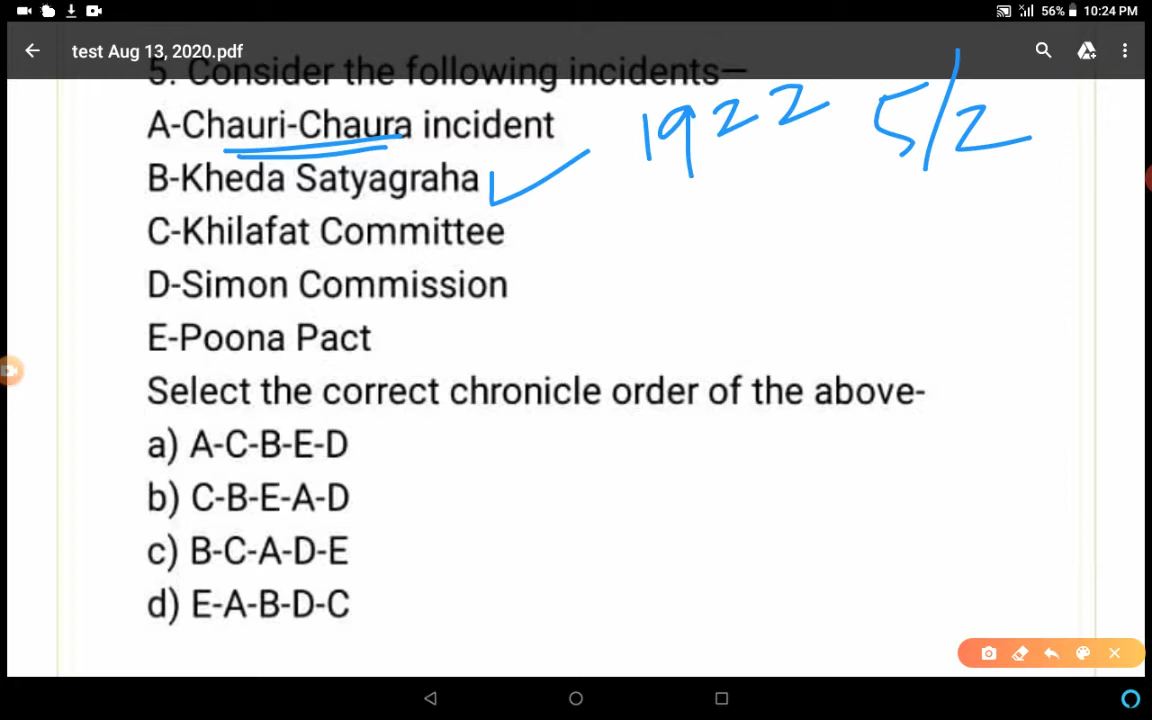 56% 10:24 PM
test Aug 13, 2020.pdf
5. Consider the following incidents—
A-Chauri-Chaura incident
1922 5/2
B-Kheda Satyagraha
C-Khilafat Committee
D-Simon Commission
E-Poona Pact
Select the correct chronicle order of the above-
a) A-C-B-E-D
b) C-B-E-A-D
c) B-C-A-D-E
d) E-A-B-D-C